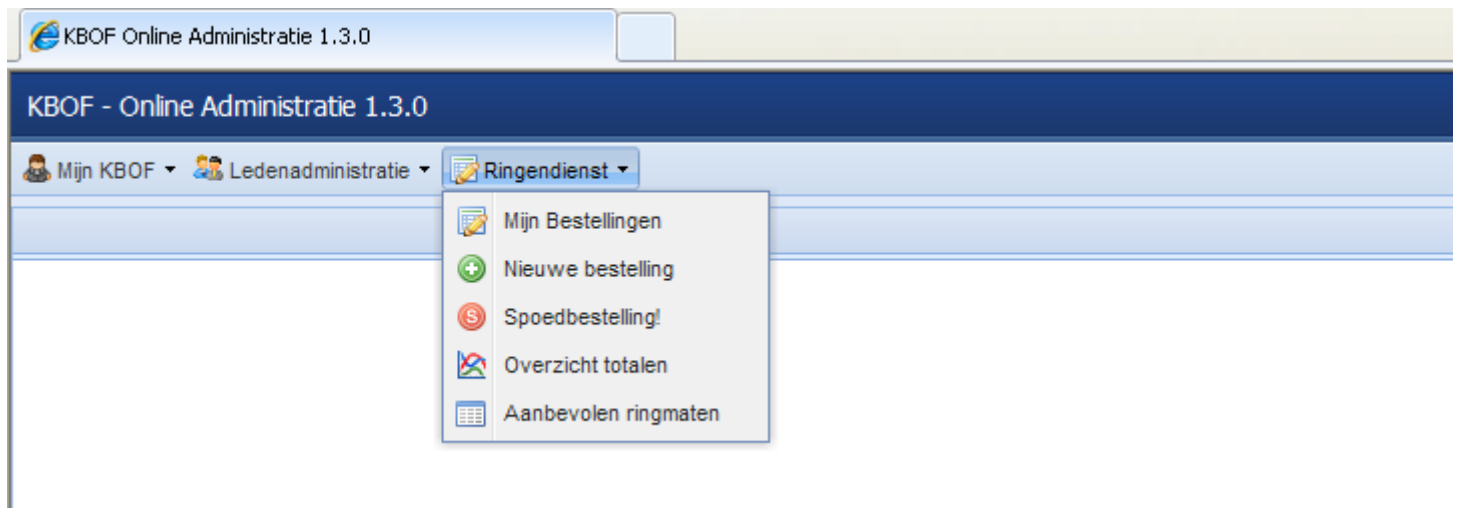 KBOF Online Administratie 1.3.0
KBOF - Online Administratie 1.3.0
Mijn KBOF Ledenadministratie Ringendienst
Mijn Bestellingen
Nieuwe bestelling
S Spoedbestelling!
Overzicht totalen
Aanbevolen ringmaten